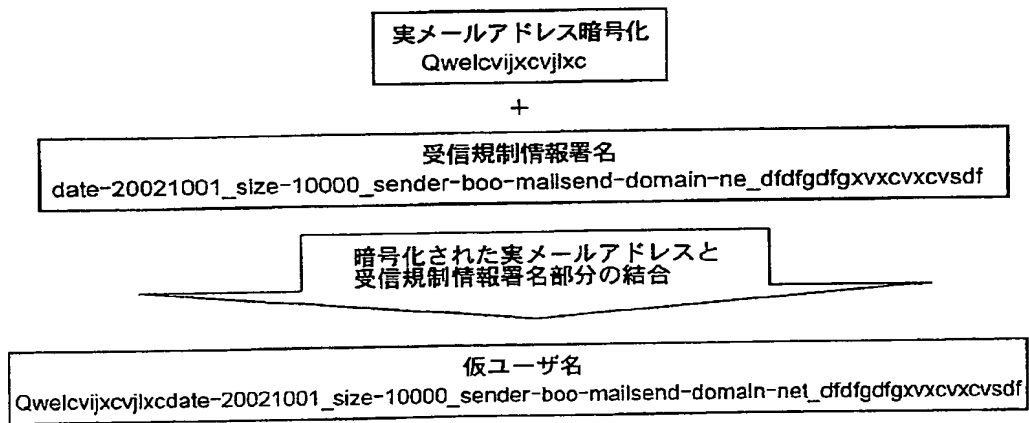 実メールアドレス暗号化
Qwelcvijxcvjlxc
+
受信規制情報署名
date-20021001_size-10000_sender-boo-mailsend-domain-ne_dfdfgdfgxvxcvxcvsdf
暗号化された実メールアドレスと
受信規制情報署名部分の結合
仮ユーザ名
Qwelcvijxcvjlxcdate-20021001_size-10000_sender-boo-mailsend-domain-net_dfdfgdfgxvxcvxcvsdf